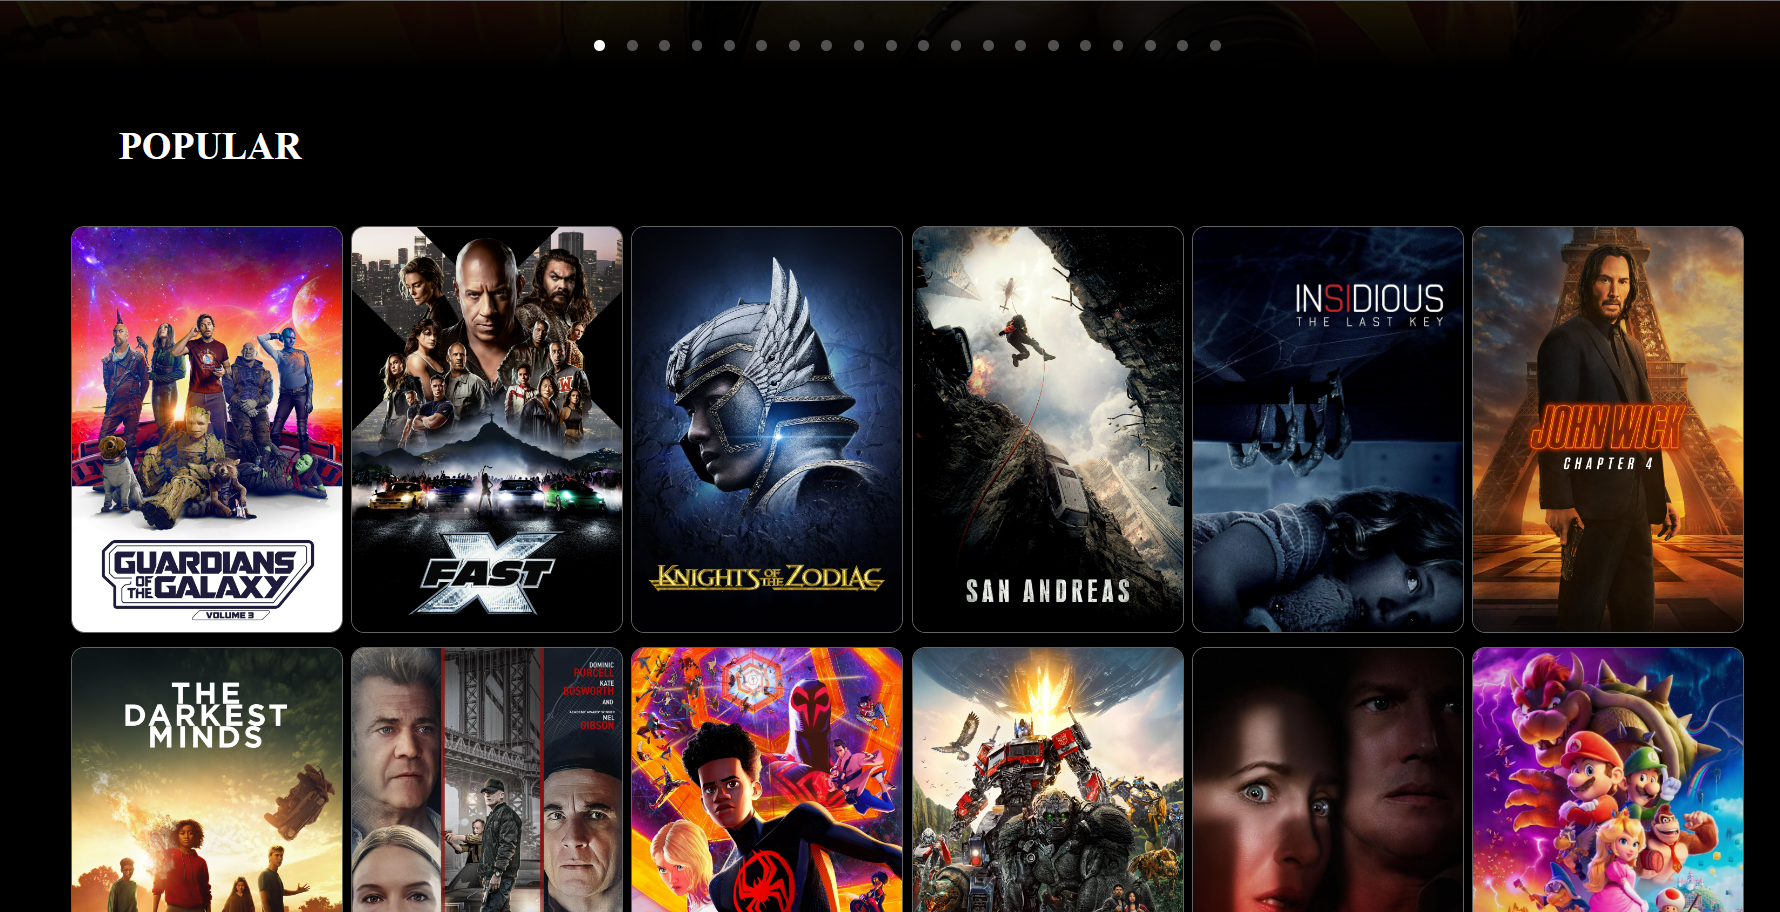 POPULAR
GUARDIANS
OF THE GALAXY
VOLUME 3
FAST X
KNIGHTS OF THE ZODIAC
SAN ANDREAS
INSIDIOUS
THE LAST KEY
JOHN WICK
CHAPTER 4
THE
DARKEST
MINDS
DOMINIC
PURCELL
KATE
BOSWORTH
AND
MEL
GIBSON